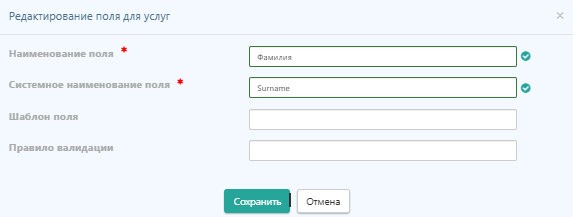 Редактирование поля для услуг ×
Наименование поля * Фамилия
Системное наименование поля * Surname
Шаблон поля
Правило валидации
Сохранить Отмена